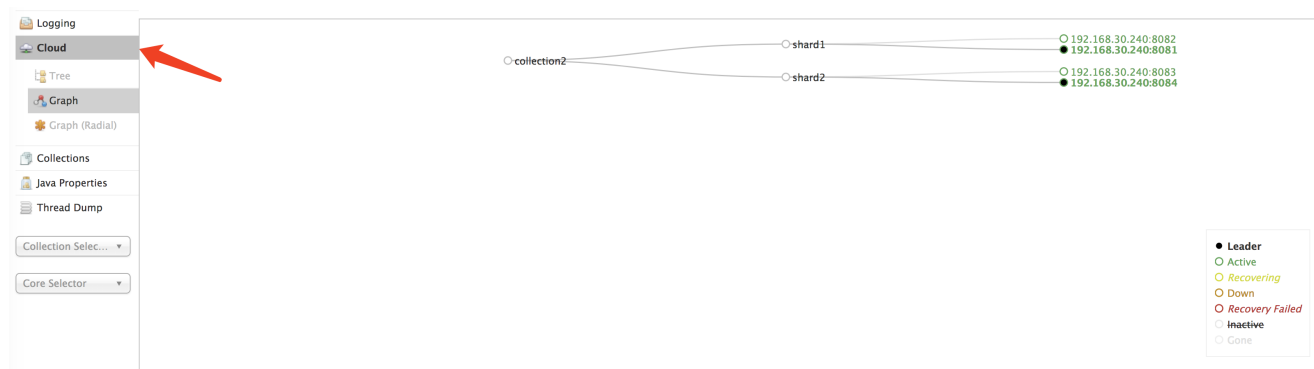 Logging
Cloud
Tree
Graph
Graph (Radial)
Collections
Java Properties
Thread Dump
Collection Selec...
Core Selector
collection2
shard1
shard2
192.168.30.240:8082
192.168.30.240:8081
192.168.30.240:8083
192.168.30.240:8084
Leader
Active
Recovering
Down
Recovery Failed
Inactive
Gone